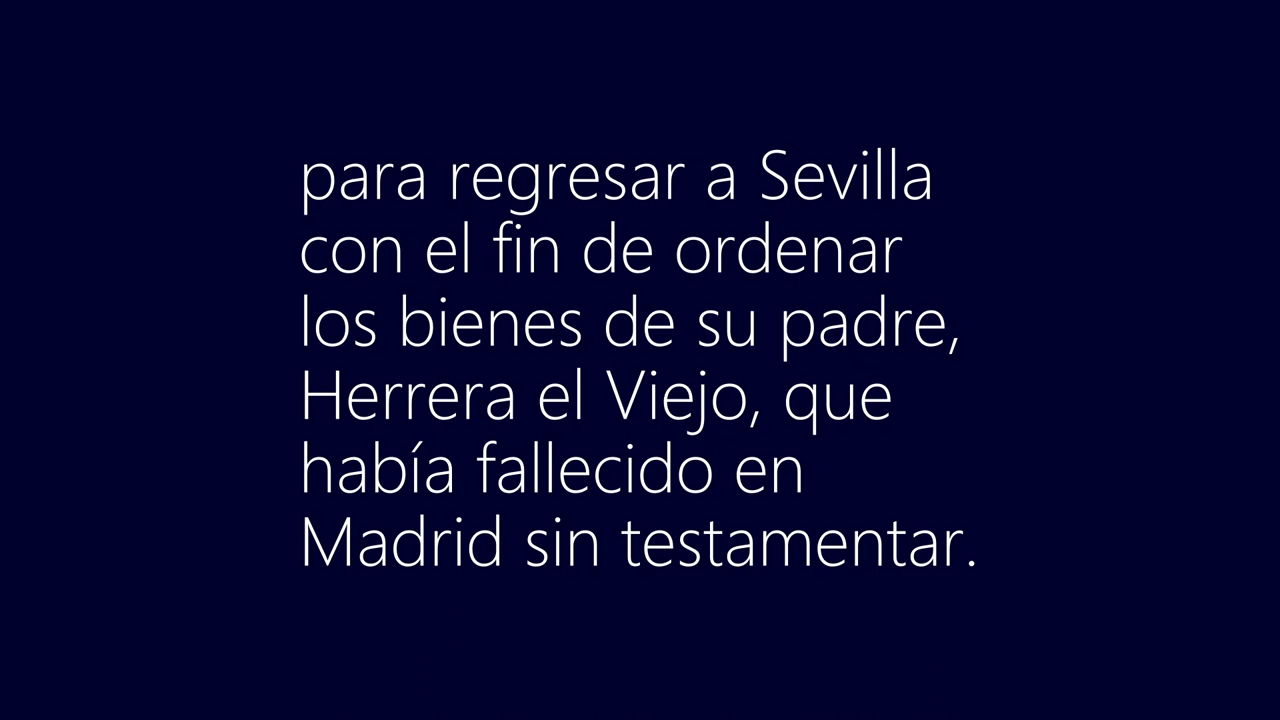 para regresar a Sevilla
con el fin de ordenar
los bienes de su padre,
Herrera el Viejo, que
había fallecido en
Madrid sin testamentar.